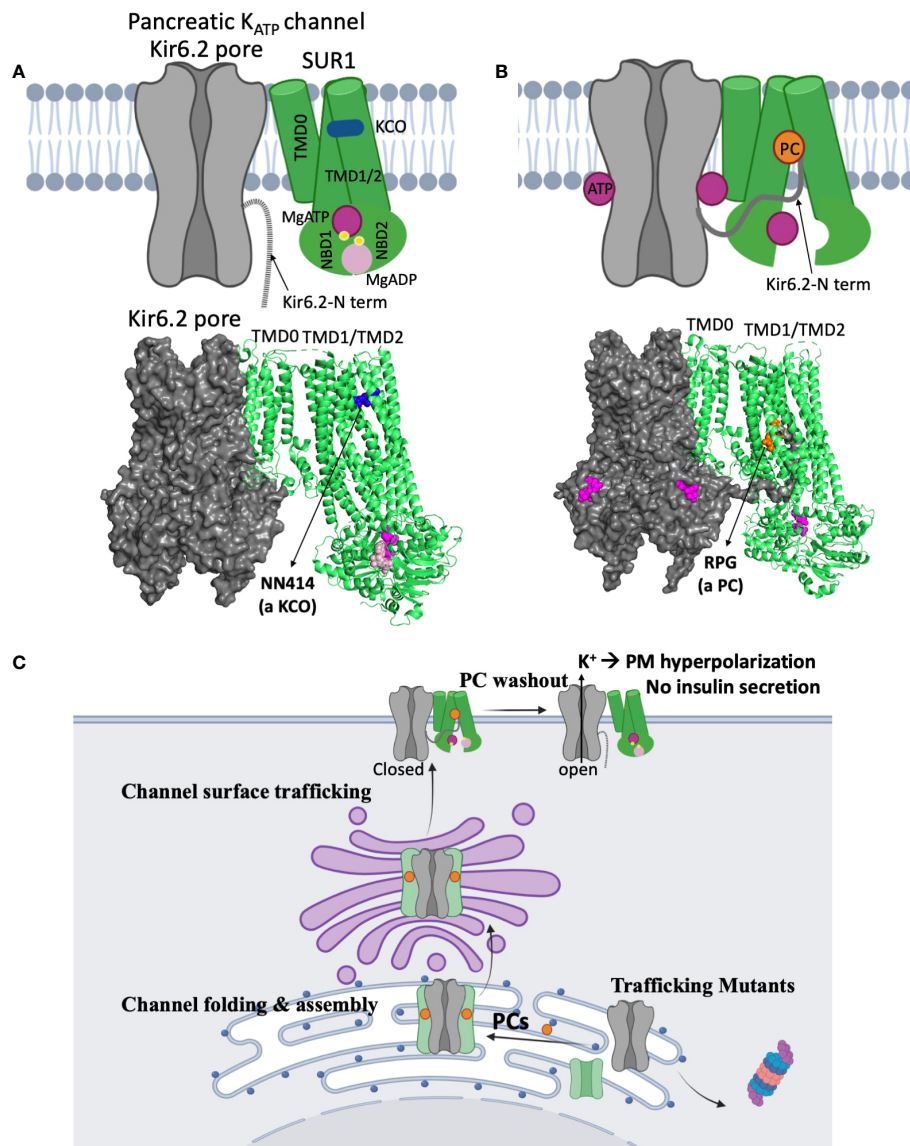 Pancreatic KATP channel
Kir6.2 pore
A
SUR1
TMD0
KCO
TMD1/2
MgATP
NBD1
NBD2
MgADP
Kir6.2-N term
Kir6.2 pore
TMD0
TMD1/TMD2
NN414
(a KCO)
B
PC
ATP
Kir6.2-N term
TMD0
TMD1/TMD2
RPG
(a PC)
C
PC washout
K⁺ → PM hyperpolarization
No insulin secretion
Closed
open
Channel surface trafficking
Channel folding & assembly
PCs
Trafficking Mutants